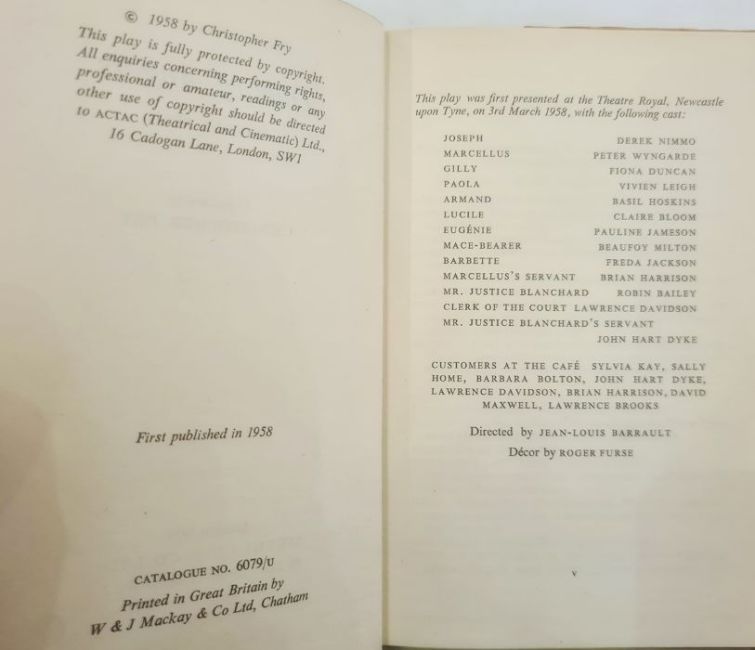 © 1958 by Christopher Fry
This play is fully protected by copyright.
All enquiries concerning performing rights,
professional or amateur, readings or any
other use of copyright should be directed
to ACTAC (Theatrical and Cinematic) Ltd.,
16 Cadogan Lane, London, SW1
First published in 1958
CATALOGUE NO. 6079/U
Printed in Great Britain by
W & J Mackay & Co Ltd, Chatham
This play was first presented at the Theatre Royal, Newcastle
upon Tyne, on 3rd March 1958, with the following cast:
JOSEPH DEREK NIMMO
MARCELLUS PETER WYNGARDE
GILLY FIONA DUNCAN
PAOLA VIVIEN LEIGH
ARMAND BASIL HOSKINS
LUCILE CLAIRE BLOOM
EUGÉNIE PAULINE JAMESON
MACE-BEARER BEAUFOY MILTON
BARBETTE FREDA JACKSON
MARCELLUS'S SERVANT BRIAN HARRISON
MR. JUSTICE BLANCHARD ROBIN BAILEY
CLERK OF THE COURT LAWRENCE DAVIDSON
MR. JUSTICE BLANCHARD'S SERVANT
JOHN HART DYKE
CUSTOMERS AT THE CAFÉ SYLVIA KAY, SALLY
HOME, BARBARA BOLTON, JOHN HART DYKE,
LAWRENCE DAVIDSON, BRIAN HARRISON, DAVID
MAXWELL, LAWRENCE BROOKS
Directed by JEAN-LOUIS BARRAULT
Décor by ROGER FURSE
v